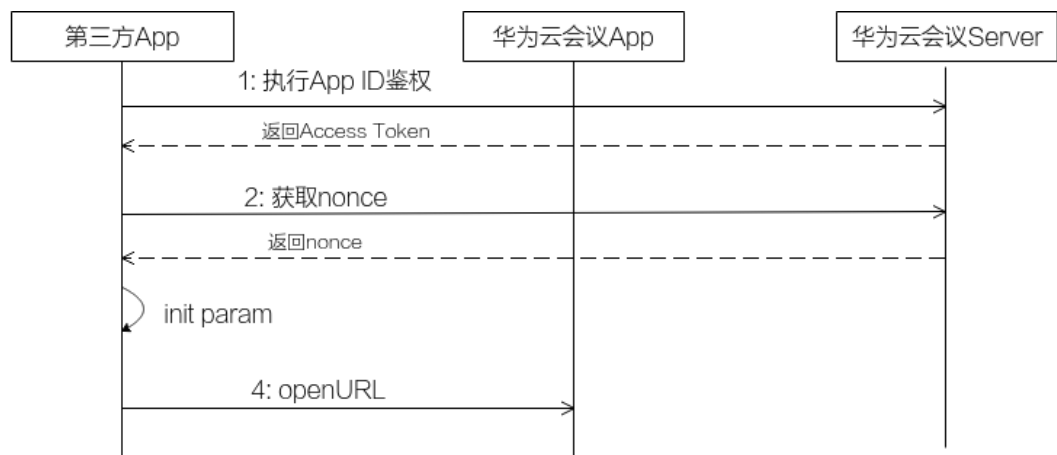 第三方App
华为云会议App
华为云会议Server
1: 执行App ID鉴权
返回Access Token
2: 获取nonce
返回nonce
init param
4: openURL